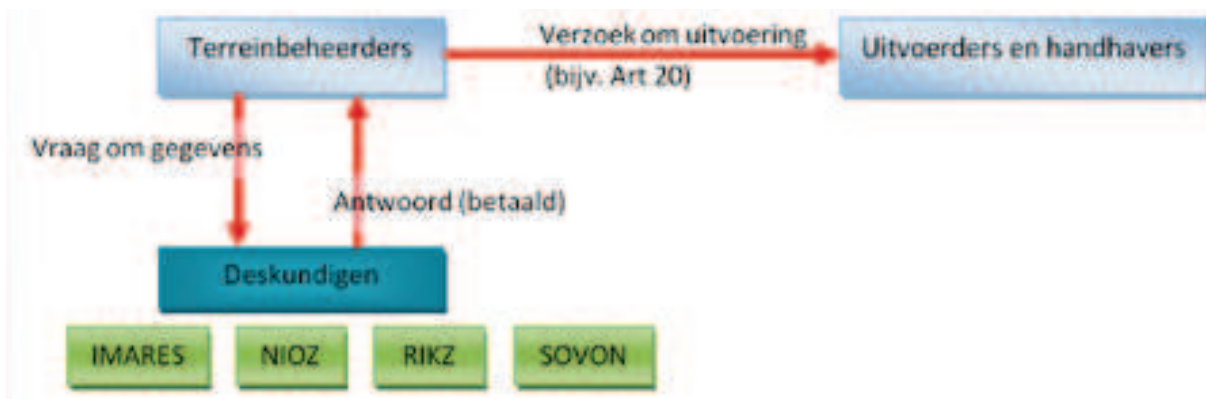 Terreinbeheerders
Verzoek om uitvoering
(bijv. Art 20)
Uitvoerders en handhavers
Vraag om gegevens
Antwoord (betaald)
Deskundigen
IMARES
NIOZ
RIKZ
SOVON